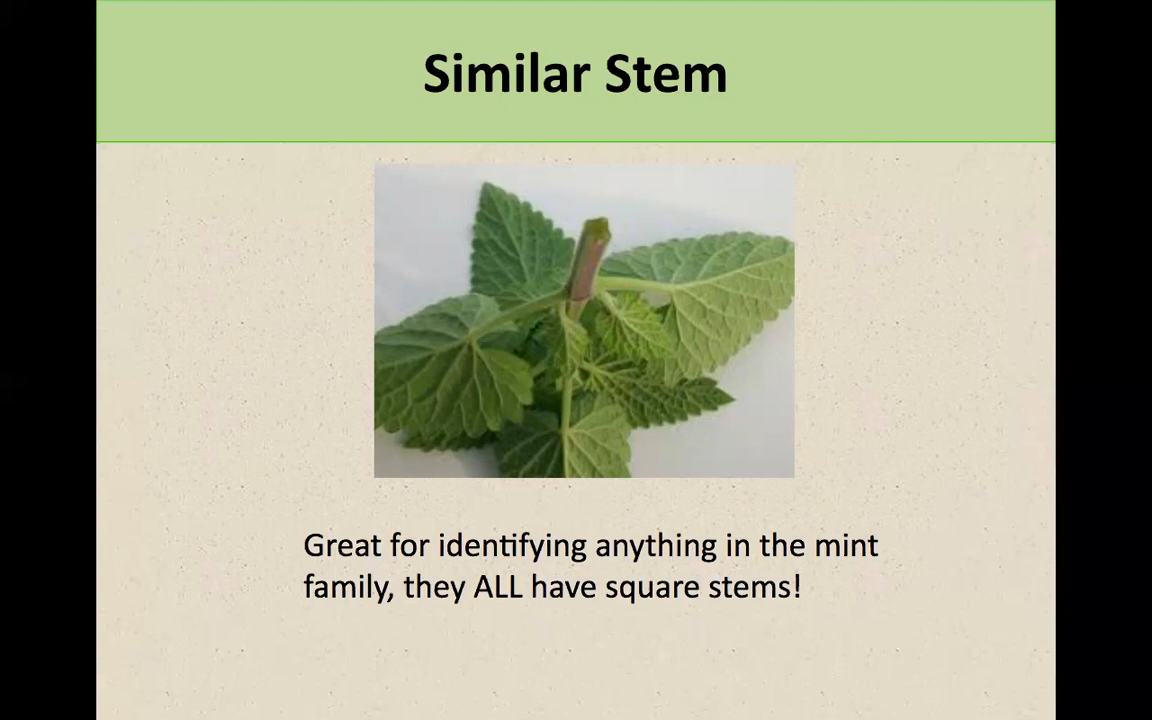 Similar Stem
Great for identifying anything in the mint
family, they ALL have square stems!